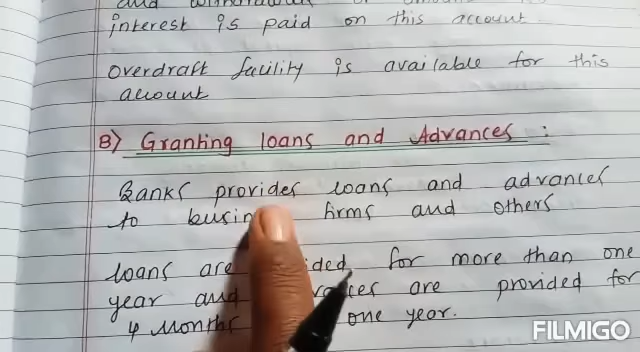 interest is paid on this account
overdraft facility is available for this
account
B) Granting loans and Advances :
Banks provides loans and advances
to firms and others
loans are for more than one
year and are provided for
4 Months one year.
FILMIGO